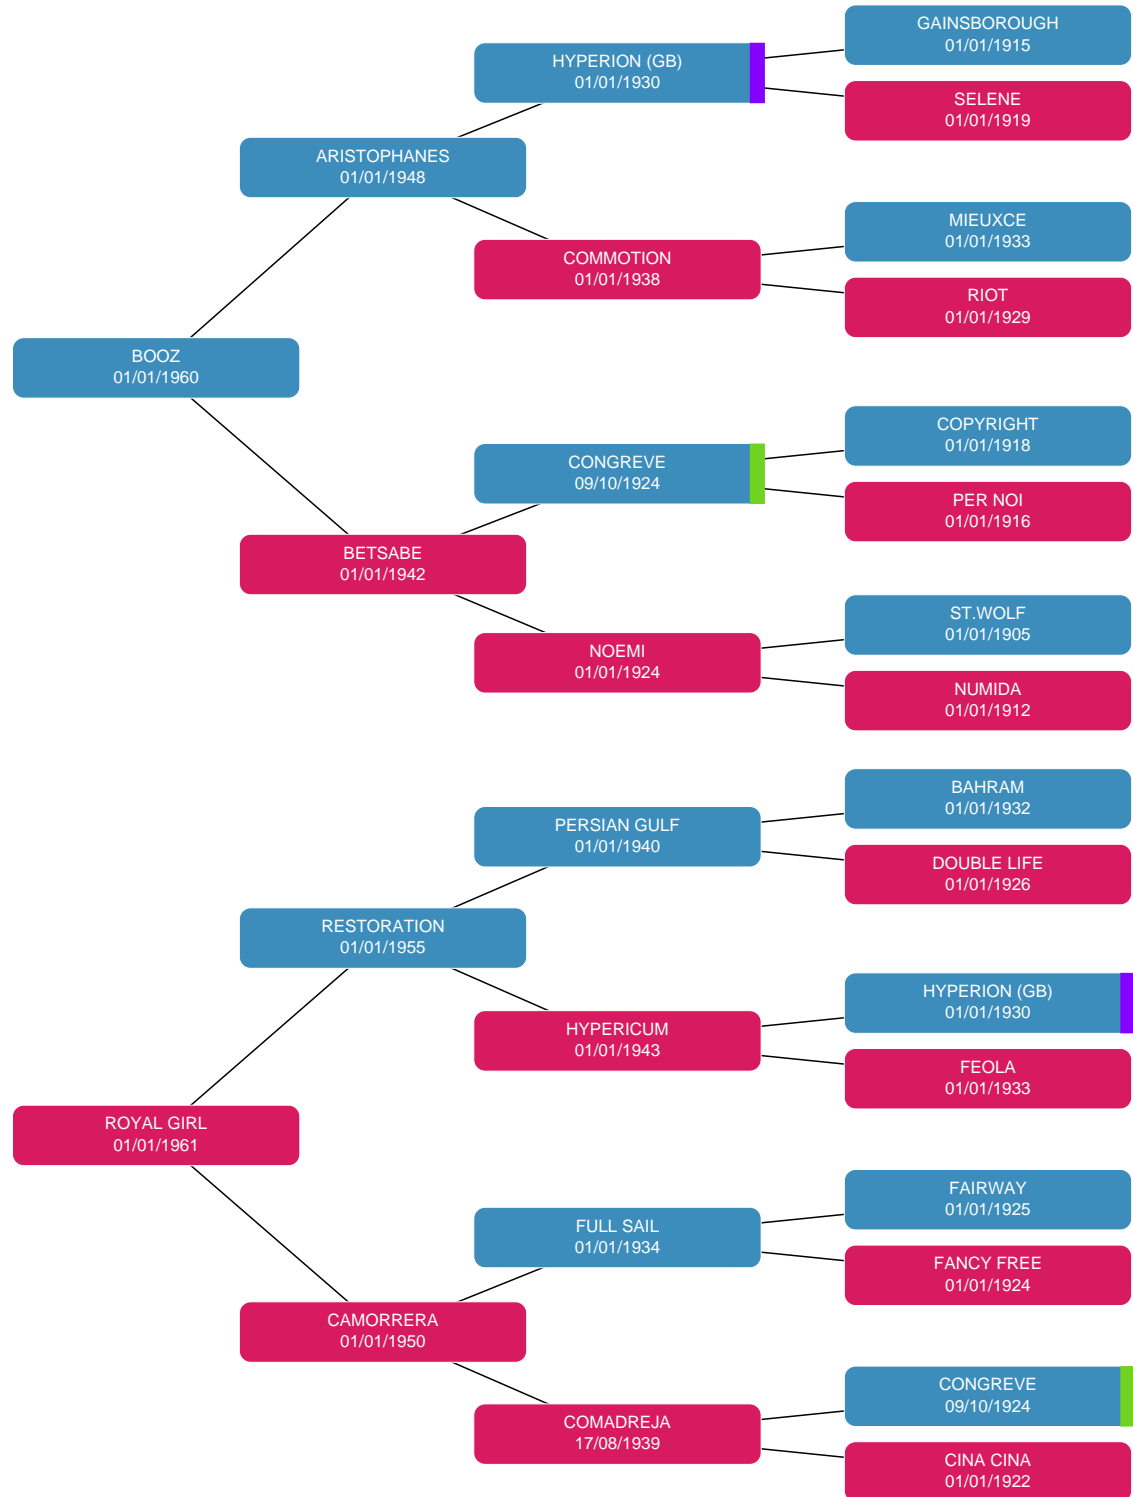 GAINSBOROUGH
01/01/1915
HYPERION (GB)
01/01/1930
SELENE
01/01/1919
ARISTOPHANES
01/01/1948
MIEUXCE
01/01/1933
COMMOTION
01/01/1938
RIOT
01/01/1929
BOOZ
01/01/1960
COPYRIGHT
01/01/1918
CONGREVE
09/10/1924
PER NOI
01/01/1916
BETSABE
01/01/1942
ST.WOLF
01/01/1905
NOEMI
01/01/1924
NUMIDA
01/01/1912
BAHRAM
01/01/1932
PERSIAN GULF
01/01/1940
DOUBLE LIFE
01/01/1926
RESTORATION
01/01/1955
HYPERION (GB)
01/01/1930
HYPERICUM
01/01/1943
FEOLA
01/01/1933
ROYAL GIRL
01/01/1961
FAIRWAY
01/01/1925
FULL SAIL
01/01/1934
FANCY FREE
01/01/1924
CAMORRERA
01/01/1950
CONGREVE
09/10/1924
COMADREJA
17/08/1939
CINA CINA
01/01/1922